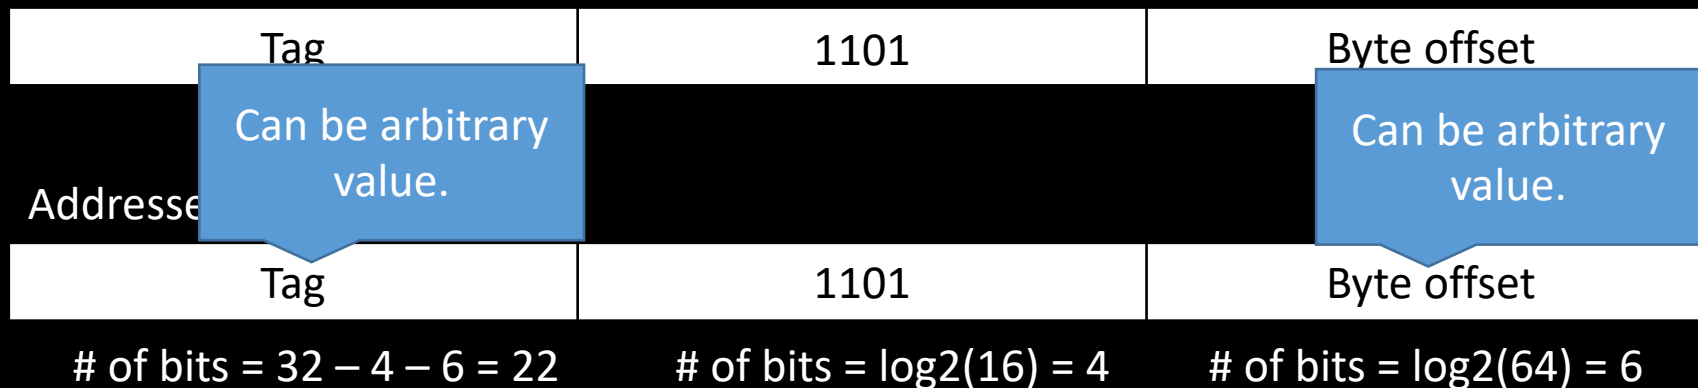 Tag 1101 Byte offset
Can be arbitrary
value.
Can be arbitrary
value.
Tag 1101 Byte offset
# of bits = 32 – 4 – 6 = 22 # of bits = log2(16) = 4 # of bits = log2(64) = 6